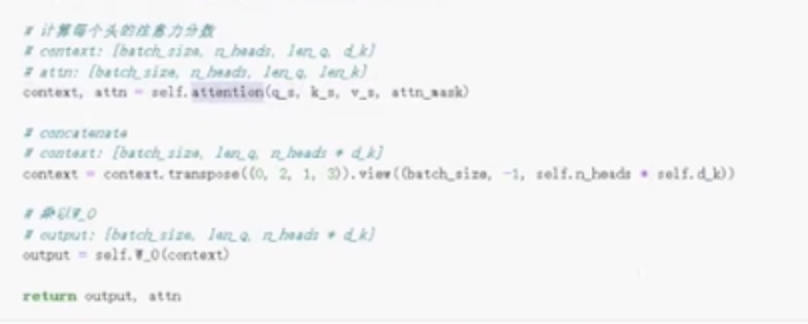 # 计算每个头的注意力分数
# context: [batch_size, n_heads, len_q, d_k]
# attn: [batch_size, n_heads, len_q, len_k]
context, attn = self.attention(q_s, k_s, v_s, attn_mask)
# concatenate
# context: [batch_size, len_q, n_heads * d_k]
context = context.transpose((0, 2, 1, 3)).view((batch_size, -1, self.n_heads * self.d_k))
# 乘以W_O
# output: [batch_size, len_q, n_heads * d_k]
output = self.W_O(context)
return output, attn